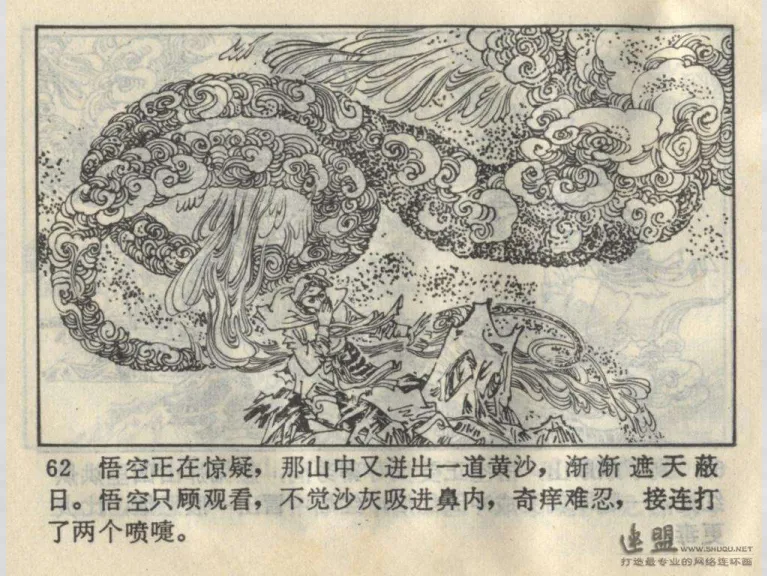 62 悟空正在惊疑，那山中又迸出一道黄沙，渐渐遮天蔽
日。悟空只顾观看，不觉沙灰吸进鼻内，奇痒难忍，接连打
了两个喷嚏。
连盟 WWW.SHUQU.NET
打造最专业的网络连环画